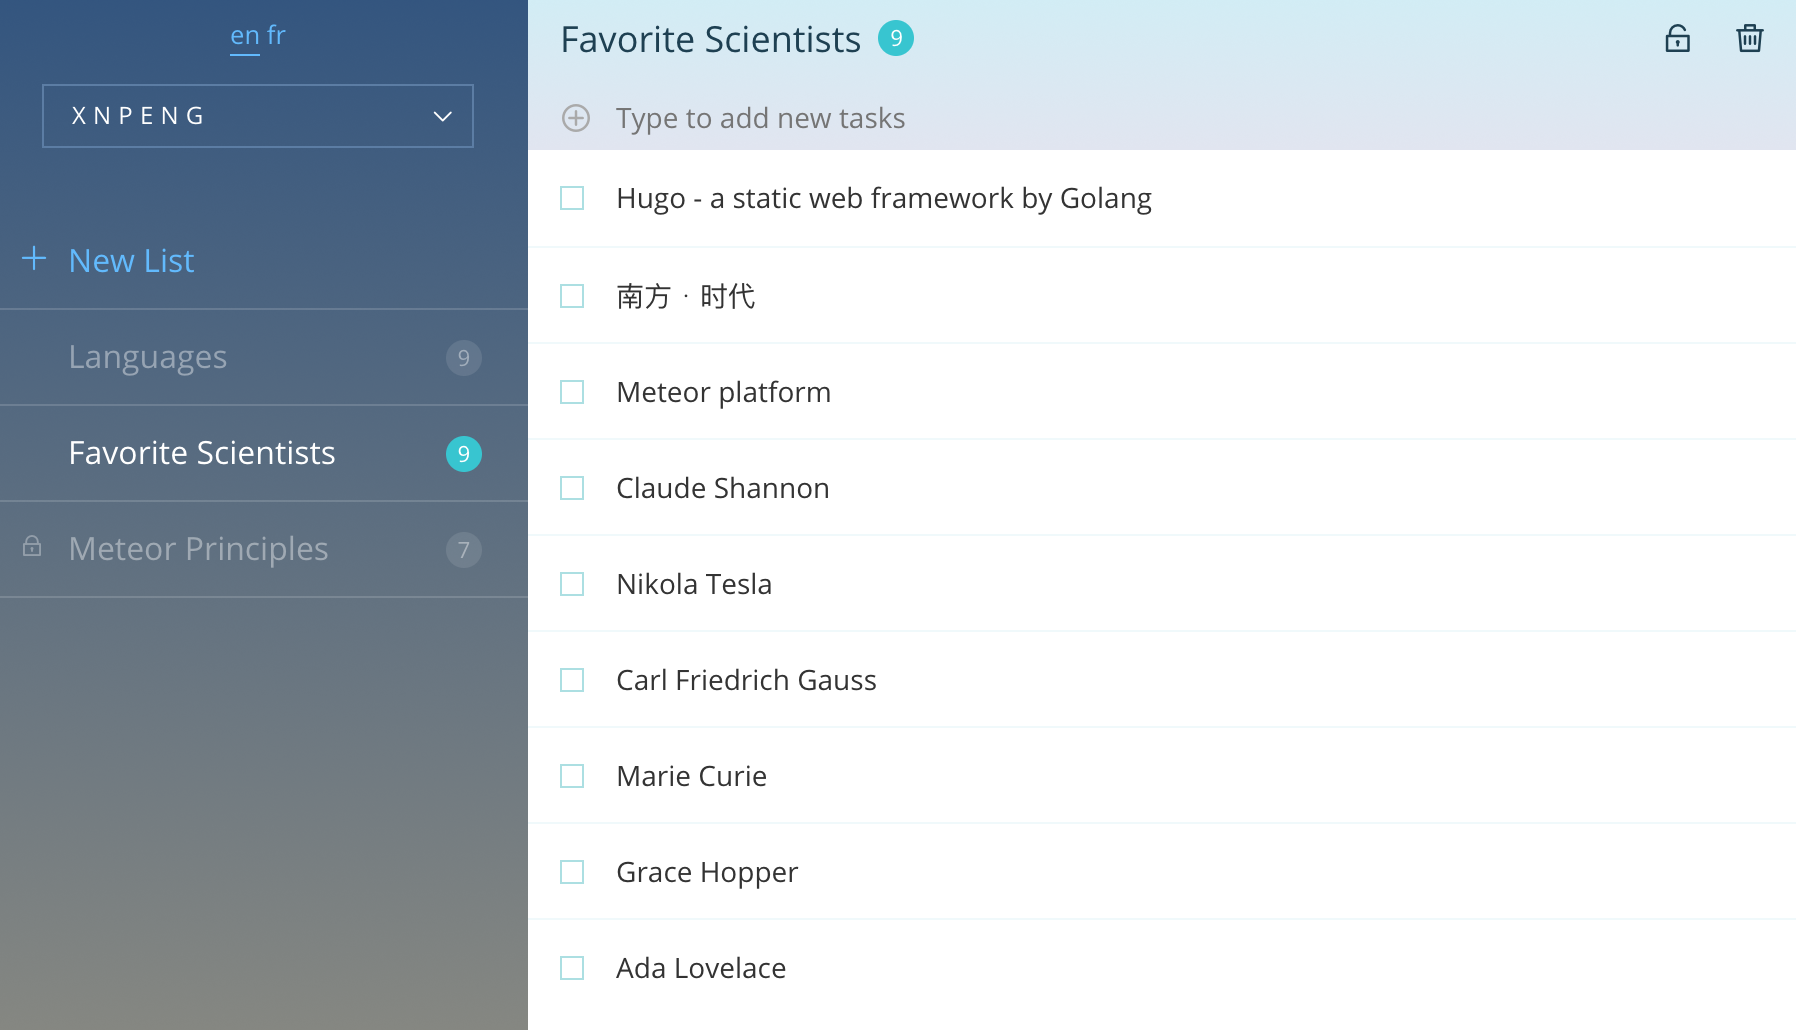 en fr
XNPENG
New List
Languages 9
Favorite Scientists 9
Meteor Principles 7
Favorite Scientists 9
Type to add new tasks
Hugo - a static web framework by Golang
南方 · 时代
Meteor platform
Claude Shannon
Nikola Tesla
Carl Friedrich Gauss
Marie Curie
Grace Hopper
Ada Lovelace